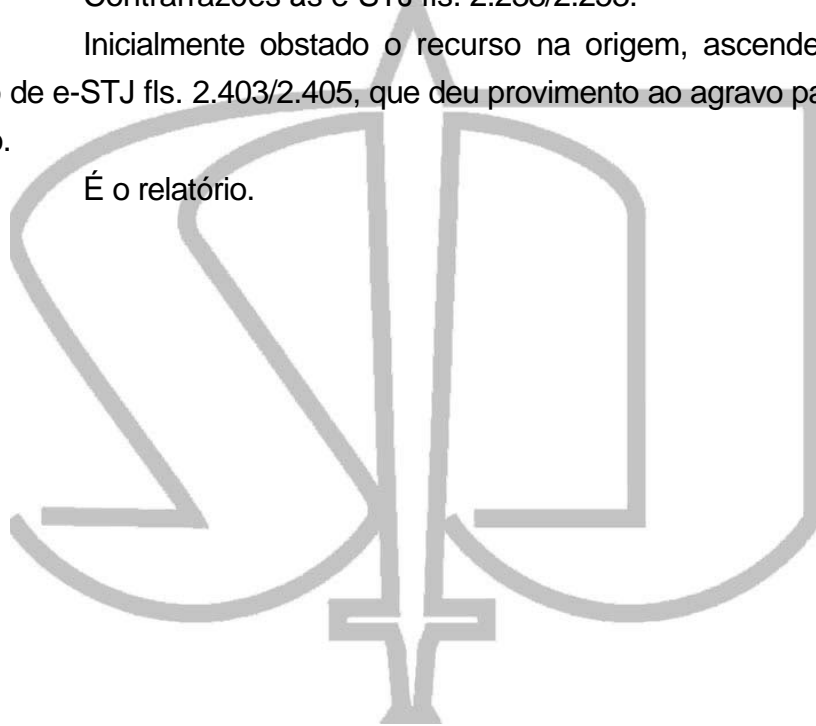 Inicialmente obstado o recurso na origem, ascende
de e-STJ fls. 2.403/2.405, que deu provimento ao agravo pa
o.
É o relatório.